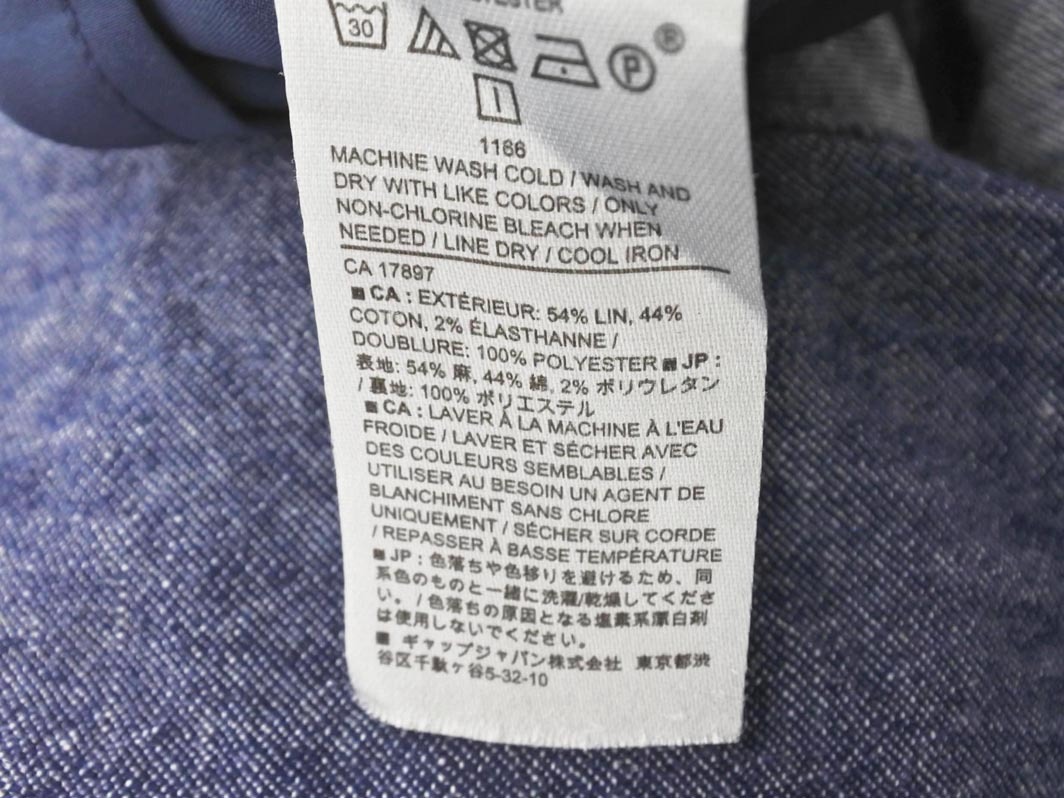 30
P
®
1166
MACHINE WASH COLD / WASH AND
DRY WITH LIKE COLORS / ONLY
NON-CHLORINE BLEACH WHEN
NEEDED / LINE DRY / COOL IRON
CA 17897
■ CA : EXTÉRIEUR: 54% LIN, 44%
COTON, 2% ÉLASTHANNE /
DOUBLURE: 100% POLYESTER ■ JP :
表地: 54% 麻, 44% 綿, 2% ポリウレタン
/ 裏地: 100% ポリエステル
■ CA : LAVER À LA MACHINE À L'EAU
FROIDE / LAVER ET SÉCHER AVEC
DES COULEURS SEMBLABLES /
UTILISER AU BESOIN UN AGENT DE
BLANCHIMENT SANS CHLORE
UNIQUEMENT / SÉCHER SUR CORDE
/ REPASSER À BASSE TEMPÉRATURE
■ JP : 色落ちや色移りを避けるため、同
系色のものと一緒に洗濯/乾燥してくださ
い。 / 色落ちの原因となる塩素系漂白剤
は使用しないでください。
■ ギャップジャパン株式会社 東京都渋
谷区千駄ヶ谷5-32-10